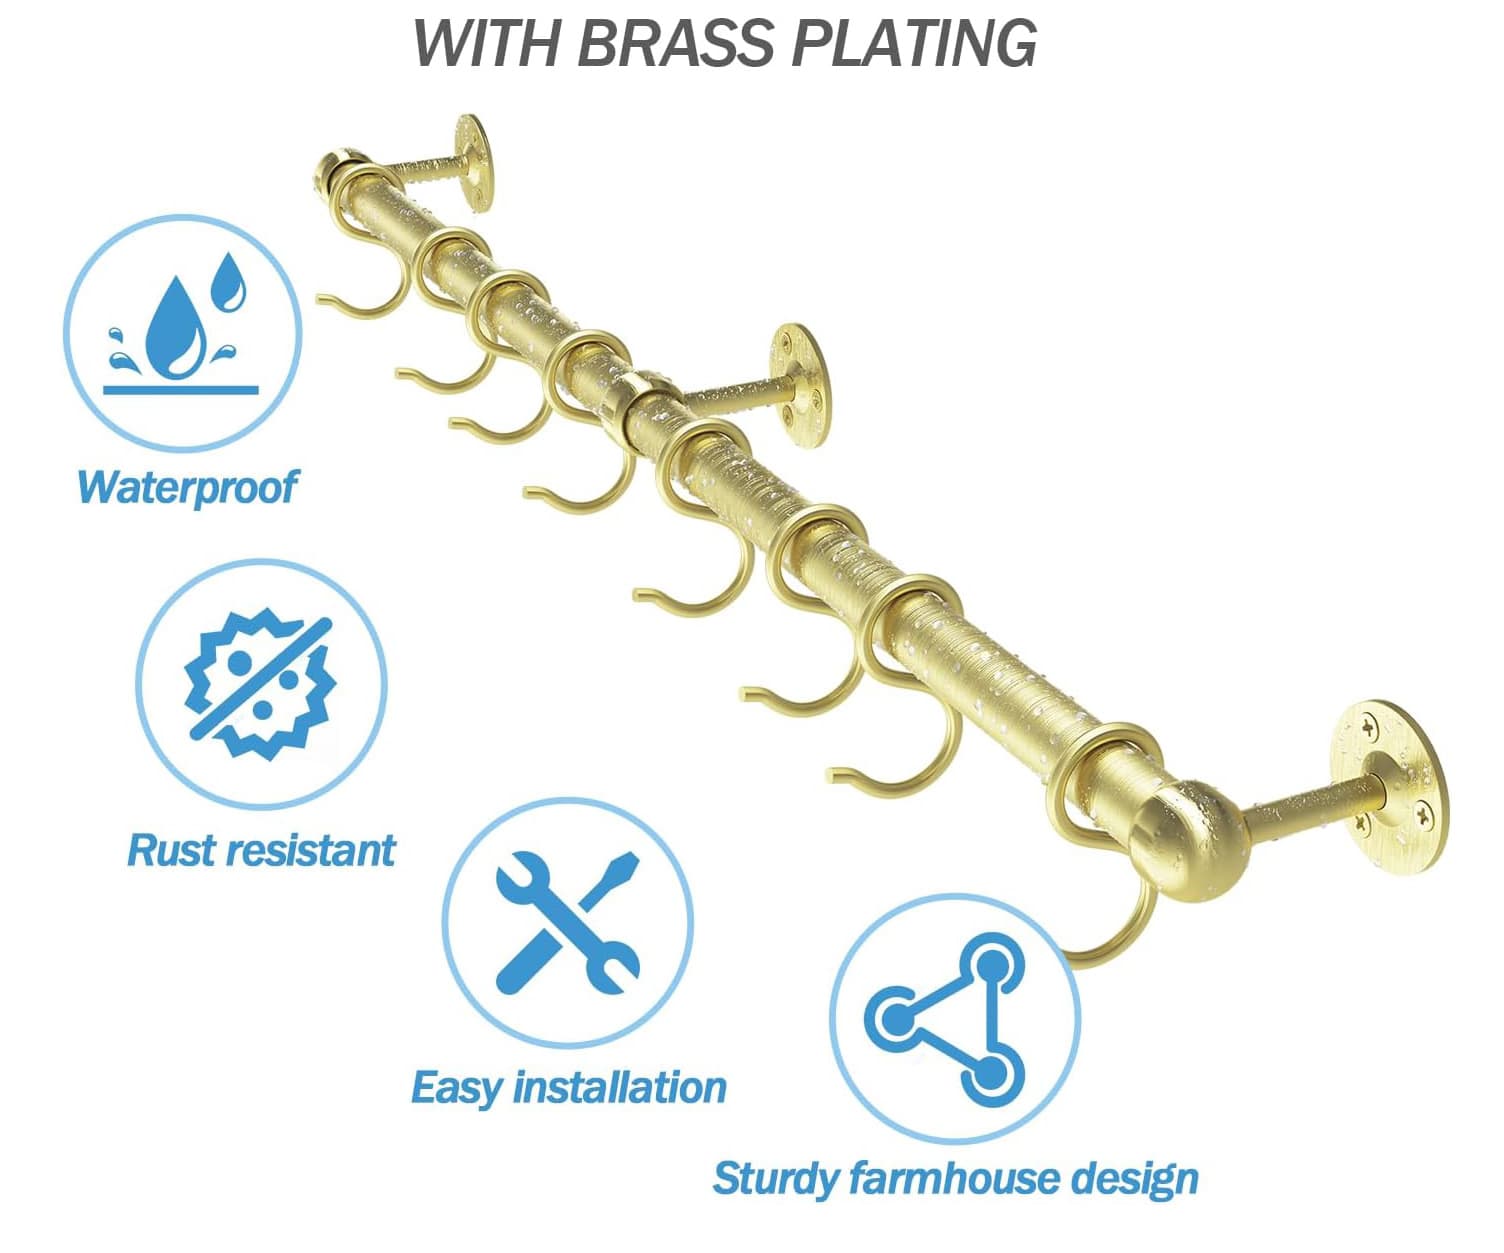 WITH BRASS PLATING
Waterproof
Rust resistant
Easy installation
Sturdy farmhouse design